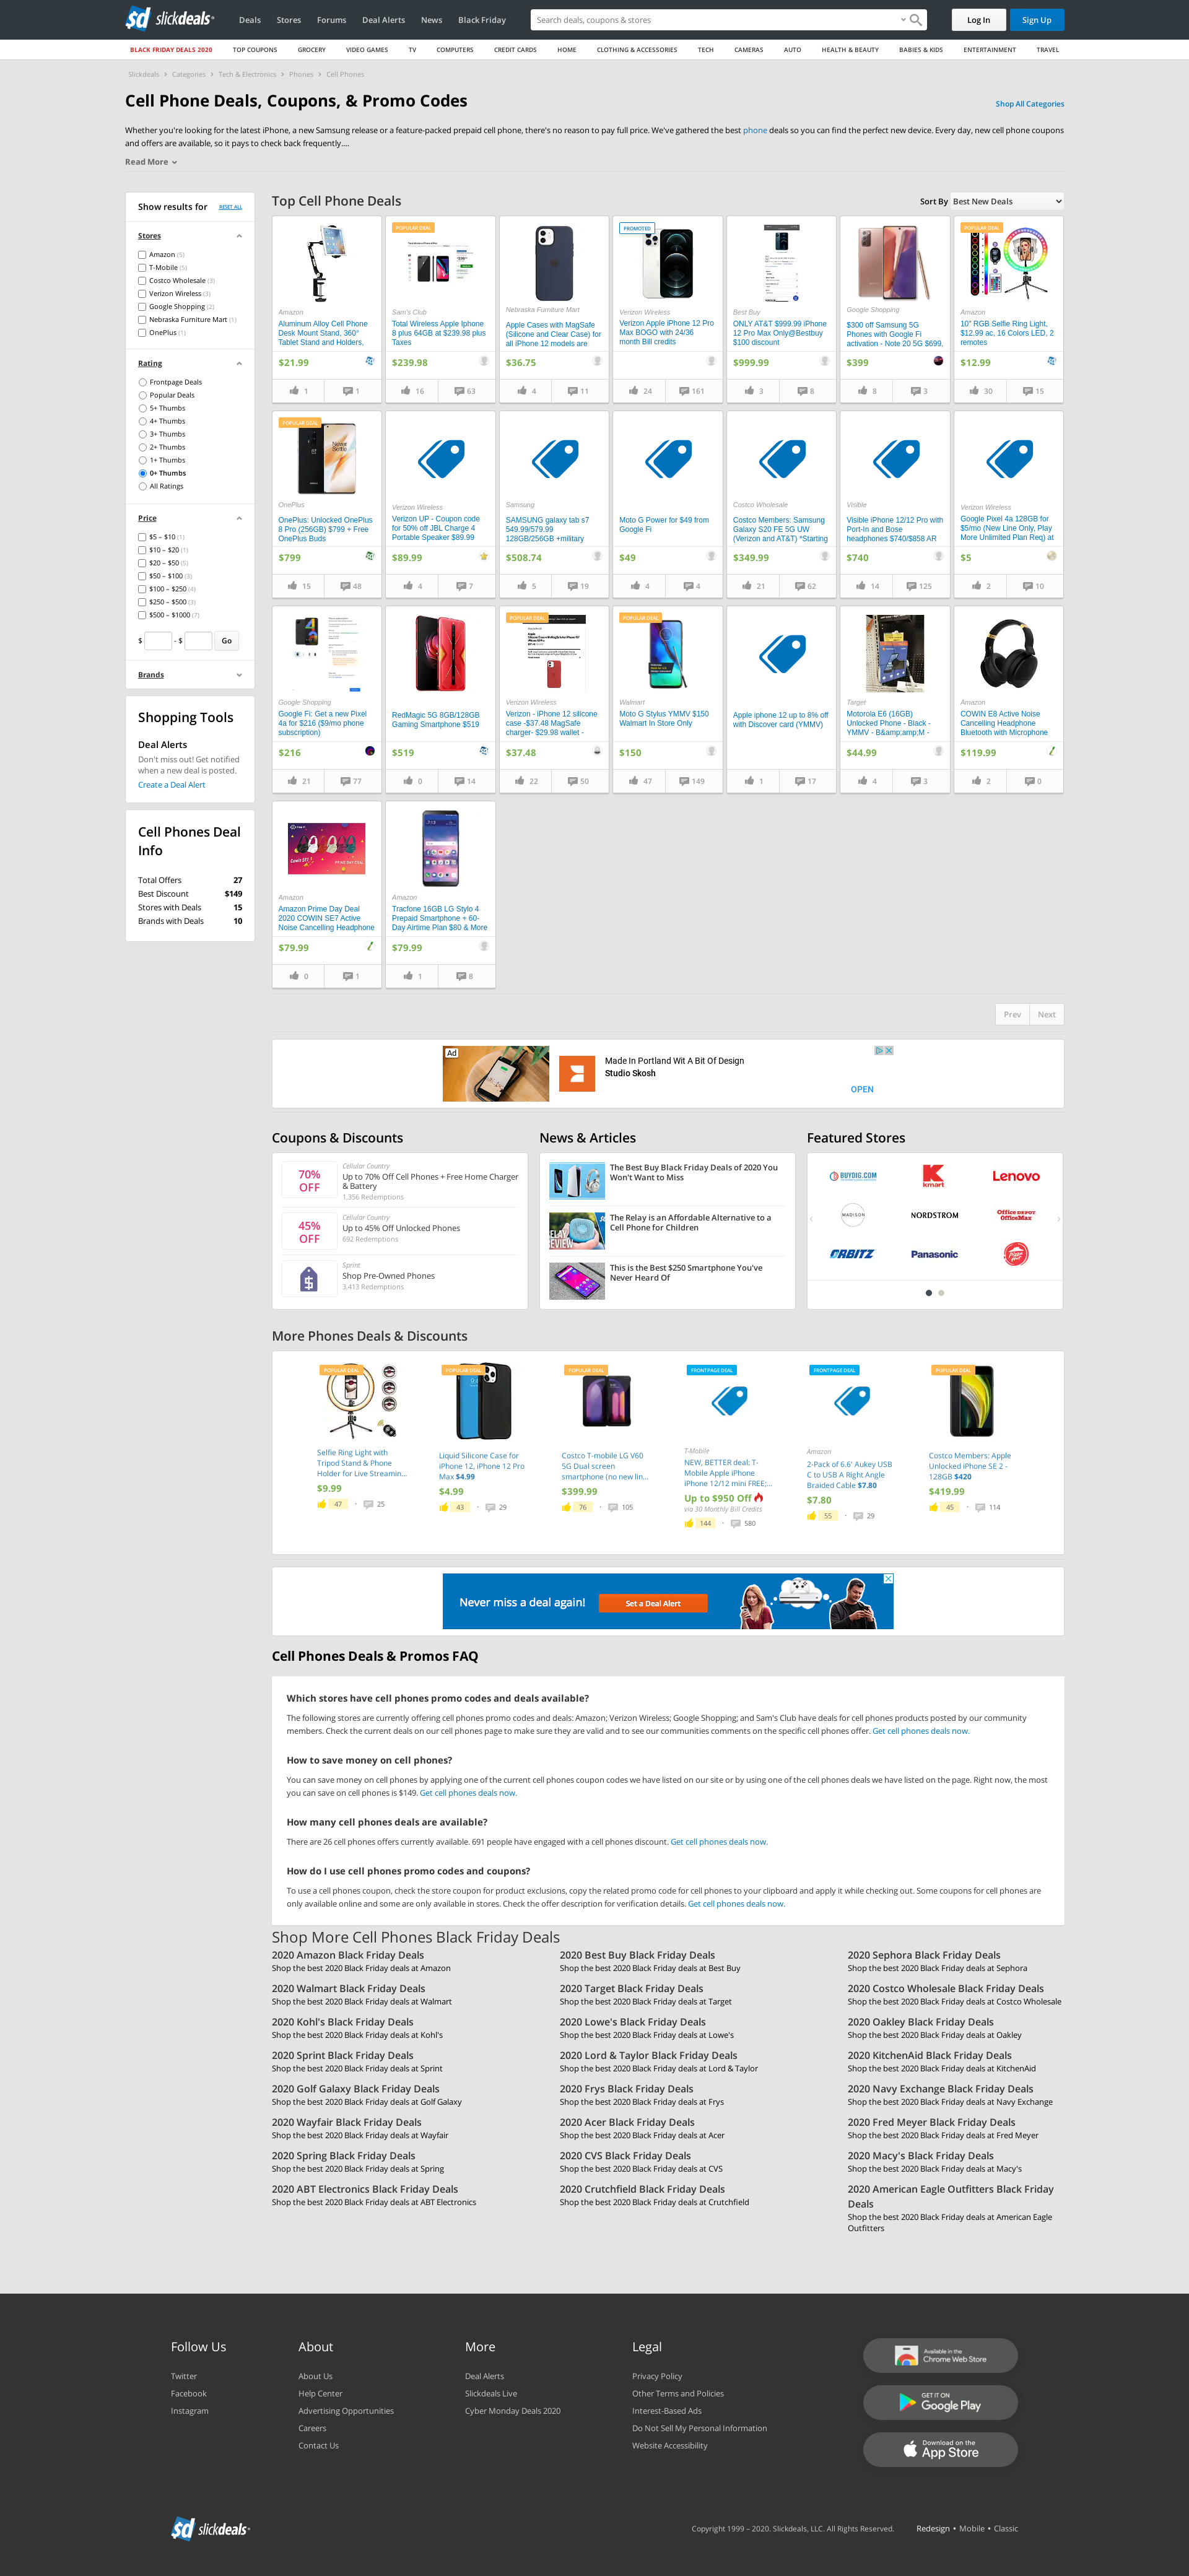 sd slickdeals
Deals Stores Forums Deal Alerts News Black Friday
Search deals, coupons & stores
Log In
Sign Up
BLACK FRIDAY DEALS 2020 TOP COUPONS GROCERY VIDEO GAMES TV COMPUTERS CREDIT CARDS HOME CLOTHING & ACCESSORIES TECH CAMERAS AUTO HEALTH & BEAUTY BABIES & KIDS ENTERTAINMENT TRAVEL
Slickdeals > Categories > Tech & Electronics > Phones > Cell Phones
Cell Phone Deals, Coupons, & Promo Codes
Shop All Categories
Whether you're looking for the latest iPhone, a new Samsung release or a feature-packed prepaid cell phone, there's no reason to pay full price. We've gathered the best phone deals so you can find the perfect new device. Every day, new cell phone coupons
and offers are available, so it pays to check back frequently....
Read More
Show results for
RESET ALL
Stores
Amazon (5)
T-Mobile (5)
Costco Wholesale (3)
Verizon Wireless (3)
Google Shopping (2)
Nebraska Furniture Mart (1)
OnePlus (1)
Rating
Frontpage Deals
Popular Deals
5+ Thumbs
4+ Thumbs
3+ Thumbs
2+ Thumbs
1+ Thumbs
0+ Thumbs
All Ratings
Price
$5 – $10 (1)
$10 – $20 (1)
$20 – $50 (5)
$50 – $100 (3)
$100 – $250 (4)
$250 – $500 (3)
$500 – $1000 (7)
$ - $ Go
Brands
Shopping Tools
Deal Alerts
Don't miss out! Get notified
when a new deal is posted.
Create a Deal Alert
Cell Phones Deal
Info
Total Offers 27
Best Discount $149
Stores with Deals 15
Brands with Deals 10
Top Cell Phone Deals
Sort By Best New Deals
Amazon
Aluminum Alloy Cell Phone
Desk Mount Stand, 360°
Tablet Stand and Holders,
$21.99
1 1
POPULAR DEAL
Sam's Club
Total Wireless Apple Iphone
8 plus 64GB at $239.98 plus
Taxes
$239.98
16 63
Nebraska Furniture Mart
Apple Cases with MagSafe
(Silicone and Clear Case) for
all iPhone 12 models are
$36.75
4 11
PROMOTED
Verizon Wireless
Verizon Apple iPhone 12 Pro
Max BOGO with 24/36
month Bill credits
24 161
Best Buy
ONLY AT&T $999.99 iPhone
12 Pro Max Only@Bestbuy
$100 discount
$999.99
3 8
Google Shopping
$300 off Samsung 5G
Phones with Google Fi
activation - Note 20 5G $699,
$399
8 3
POPULAR DEAL
Amazon
10" RGB Selfie Ring Light,
$12.99 ac, 16 Colors LED, 2
remotes
$12.99
30 15
POPULAR DEAL
OnePlus
OnePlus: Unlocked OnePlus
8 Pro (256GB) $799 + Free
OnePlus Buds
$799
15 48
Verizon Wireless
Verizon UP - Coupon code
for 50% off JBL Charge 4
Portable Speaker $89.99
$89.99
4 7
Samsung
SAMSUNG galaxy tab s7
549.99/579.99
128GB/256GB +military
$508.74
5 19
Moto G Power for $49 from
Google Fi
$49
4 4
Costco Wholesale
Costco Members: Samsung
Galaxy S20 FE 5G UW
(Verizon and AT&T) *Starting
$349.99
21 62
Visible
Visible iPhone 12/12 Pro with
Port-In and Bose
headphones $740/$858 AR
$740
14 125
Verizon Wireless
Google Pixel 4a 128GB for
$5/mo (New Line Only, Play
More Unlimited Plan Req) at
$5
2 10
Google Shopping
Google Fi: Get a new Pixel
4a for $216 ($9/mo phone
subscription)
$216
21 77
RedMagic 5G 8GB/128GB
Gaming Smartphone $519
$519
0 14
POPULAR DEAL
Verizon Wireless
Verizon - iPhone 12 silicone
case -$37.48 MagSafe
charger- $29.98 wallet -
$37.48
22 50
POPULAR DEAL
Walmart
Moto G Stylus YMMV $150
Walmart In Store Only
$150
47 149
Apple iphone 12 up to 8% off
with Discover card (YMMV)
1 17
Target
Motorola E6 (16GB)
Unlocked Phone - Black -
YMMV - B&amp;amp;M -
$44.99
4 3
Amazon
COWIN E8 Active Noise
Cancelling Headphone
Bluetooth with Microphone
$119.99
2 0
Amazon
Amazon Prime Day Deal
2020 COWIN SE7 Active
Noise Cancelling Headphone
$79.99
0 1
Amazon
Tracfone 16GB LG Stylo 4
Prepaid Smartphone + 60-
Day Airtime Plan $80 & More
$79.99
1 8
Prev Next
Ad
Made In Portland Wit A Bit Of Design
Studio Skosh
OPEN
Coupons & Discounts
70%
OFF
Cellular Country
Up to 70% Off Cell Phones + Free Home Charger
& Battery
1,356 Redemptions
45%
OFF
Cellular Country
Up to 45% Off Unlocked Phones
692 Redemptions
Sprint
Shop Pre-Owned Phones
3,413 Redemptions
News & Articles
The Best Buy Black Friday Deals of 2020 You
Won't Want to Miss
The Relay is an Affordable Alternative to a
Cell Phone for Children
This is the Best $250 Smartphone You've
Never Heard Of
Featured Stores
BUYDIG.COM
kmart
Lenovo
MADISON
NORDSTROM
Office DEPOT
OfficeMax
ORBITZ
Panasonic
More Phones Deals & Discounts
POPULAR DEAL
Selfie Ring Light with
Tripod Stand & Phone
Holder for Live Streamin...
$9.99
47 • 25
POPULAR DEAL
Liquid Silicone Case for
iPhone 12, iPhone 12 Pro
Max $4.99
$4.99
43 • 29
POPULAR DEAL
Costco T-mobile LG V60
5G Dual screen
smartphone (no new lin...
$399.99
76 • 105
FRONTPAGE DEAL
T-Mobile
NEW, BETTER deal: T-
Mobile Apple iPhone
iPhone 12/12 mini FREE;...
Up to $950 Off
via 30 Monthly Bill Credits
144 • 580
FRONTPAGE DEAL
Amazon
2-Pack of 6.6' Aukey USB
C to USB A Right Angle
Braided Cable $7.80
$7.80
55 • 29
POPULAR DEAL
Costco Members: Apple
Unlocked iPhone SE 2 -
128GB $420
$419.99
45 • 114
Never miss a deal again!
Set a Deal Alert
Cell Phones Deals & Promos FAQ
Which stores have cell phones promo codes and deals available?
The following stores are currently offering cell phones promo codes and deals: Amazon; Verizon Wireless; Google Shopping; and Sam's Club have deals for cell phones products posted by our community
members. Check the current deals on our cell phones page to make sure they are valid and to see our communities comments on the specific cell phones offer. Get cell phones deals now.
How to save money on cell phones?
You can save money on cell phones by applying one of the current cell phones coupon codes we have listed on our site or by using one of the cell phones deals we have listed on the page. Right now, the most
you can save on cell phones is $149. Get cell phones deals now.
How many cell phones deals are available?
There are 26 cell phones offers currently available. 691 people have engaged with a cell phones discount. Get cell phones deals now.
How do I use cell phones promo codes and coupons?
To use a cell phones coupon, check the store coupon for product exclusions, copy the related promo code for cell phones to your clipboard and apply it while checking out. Some coupons for cell phones are
only available online and some are only available in stores. Check the offer description for verification details. Get cell phones deals now.
Shop More Cell Phones Black Friday Deals
2020 Amazon Black Friday Deals
Shop the best 2020 Black Friday deals at Amazon
2020 Walmart Black Friday Deals
Shop the best 2020 Black Friday deals at Walmart
2020 Kohl's Black Friday Deals
Shop the best 2020 Black Friday deals at Kohl's
2020 Sprint Black Friday Deals
Shop the best 2020 Black Friday deals at Sprint
2020 Golf Galaxy Black Friday Deals
Shop the best 2020 Black Friday deals at Golf Galaxy
2020 Wayfair Black Friday Deals
Shop the best 2020 Black Friday deals at Wayfair
2020 Spring Black Friday Deals
Shop the best 2020 Black Friday deals at Spring
2020 ABT Electronics Black Friday Deals
Shop the best 2020 Black Friday deals at ABT Electronics
2020 Best Buy Black Friday Deals
Shop the best 2020 Black Friday deals at Best Buy
2020 Target Black Friday Deals
Shop the best 2020 Black Friday deals at Target
2020 Lowe's Black Friday Deals
Shop the best 2020 Black Friday deals at Lowe's
2020 Lord & Taylor Black Friday Deals
Shop the best 2020 Black Friday deals at Lord & Taylor
2020 Frys Black Friday Deals
Shop the best 2020 Black Friday deals at Frys
2020 Acer Black Friday Deals
Shop the best 2020 Black Friday deals at Acer
2020 CVS Black Friday Deals
Shop the best 2020 Black Friday deals at CVS
2020 Crutchfield Black Friday Deals
Shop the best 2020 Black Friday deals at Crutchfield
2020 Sephora Black Friday Deals
Shop the best 2020 Black Friday deals at Sephora
2020 Costco Wholesale Black Friday Deals
Shop the best 2020 Black Friday deals at Costco Wholesale
2020 Oakley Black Friday Deals
Shop the best 2020 Black Friday deals at Oakley
2020 KitchenAid Black Friday Deals
Shop the best 2020 Black Friday deals at KitchenAid
2020 Navy Exchange Black Friday Deals
Shop the best 2020 Black Friday deals at Navy Exchange
2020 Fred Meyer Black Friday Deals
Shop the best 2020 Black Friday deals at Fred Meyer
2020 Macy's Black Friday Deals
Shop the best 2020 Black Friday deals at Macy's
2020 American Eagle Outfitters Black Friday
Deals
Shop the best 2020 Black Friday deals at American Eagle
Outfitters
Follow Us
Twitter
Facebook
Instagram
About
About Us
Help Center
Advertising Opportunities
Careers
Contact Us
More
Deal Alerts
Slickdeals Live
Cyber Monday Deals 2020
Legal
Privacy Policy
Other Terms and Policies
Interest-Based Ads
Do Not Sell My Personal Information
Website Accessibility
Available in the
Chrome Web Store
GET IT ON
Google Play
Download on the
App Store
sd slickdeals
Copyright 1999 – 2020. Slickdeals, LLC. All Rights Reserved.
Redesign • Mobile • Classic